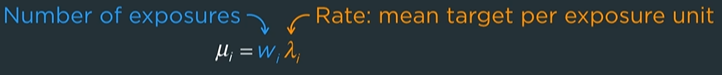 Number of exposures Rate: mean target per exposure unit
μᵢ = wᵢ λᵢ